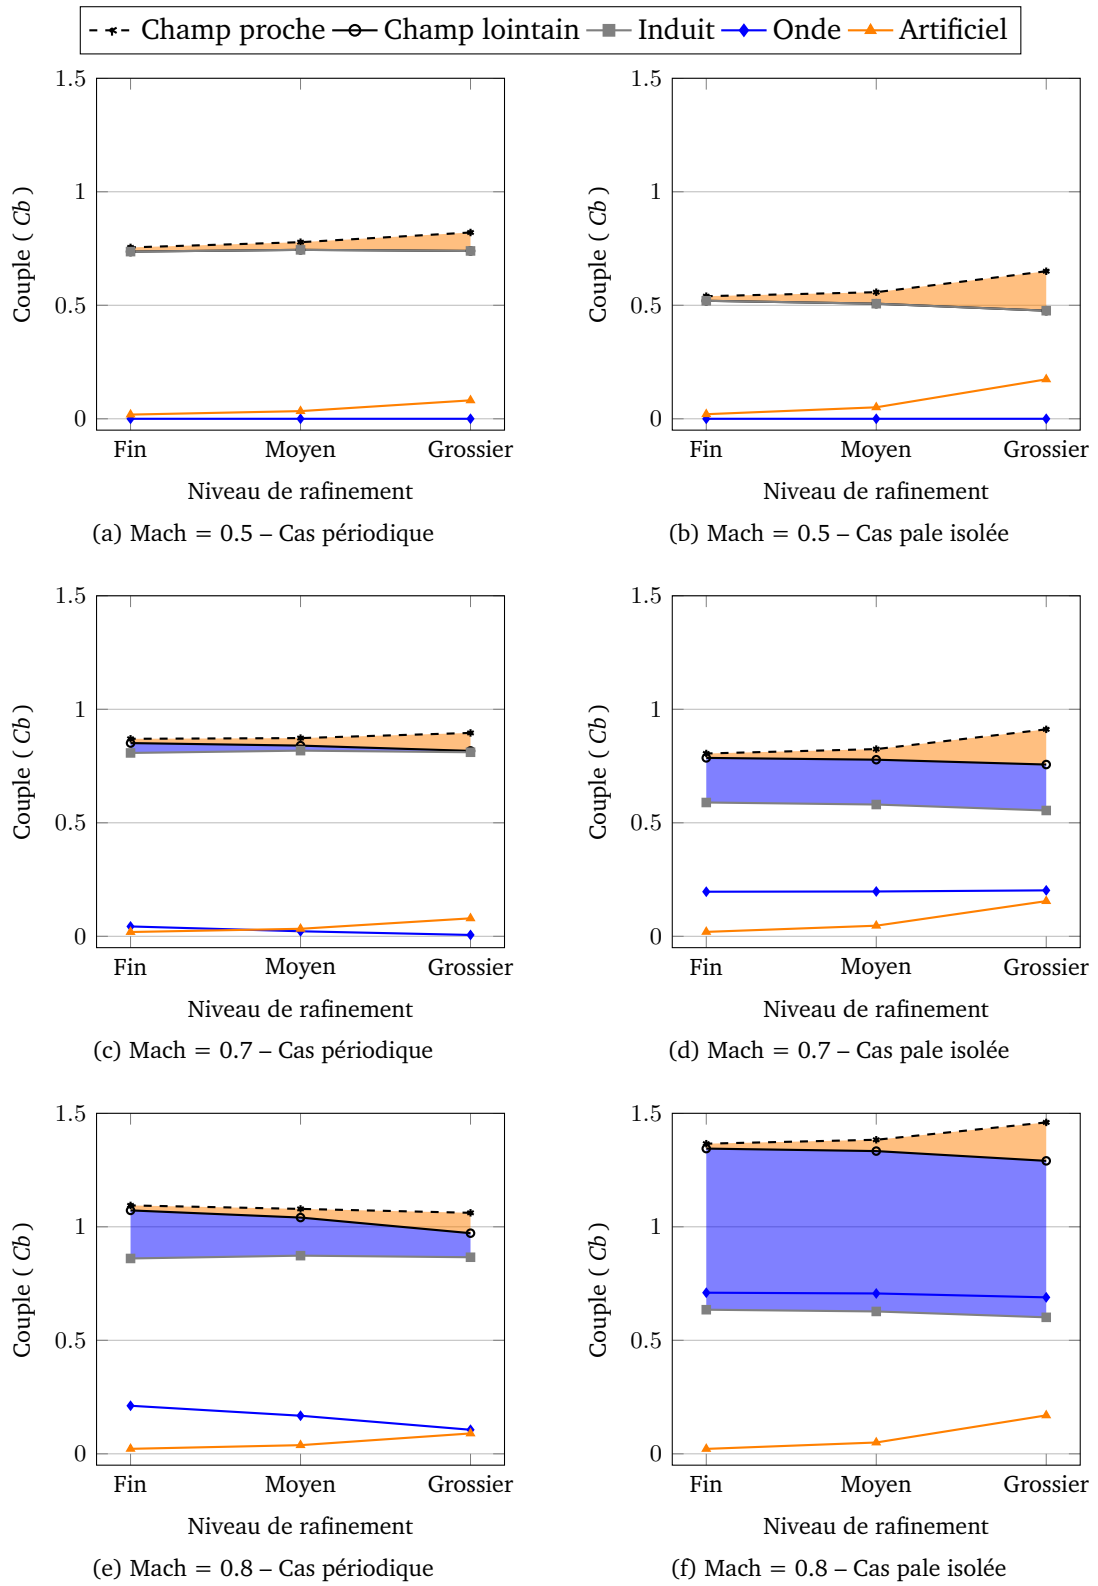 Champ proche Champ lointain Induit Onde Artificiel
1.5
1
0.5
0
Couple ( Cb )
Fin Moyen Grossier
Niveau de rafinement
(a) Mach = 0.5 – Cas périodique
1.5
1
0.5
0
Couple ( Cb )
Fin Moyen Grossier
Niveau de rafinement
(b) Mach = 0.5 – Cas pale isolée
1.5
1
0.5
0
Couple ( Cb )
Fin Moyen Grossier
Niveau de rafinement
(c) Mach = 0.7 – Cas périodique
1.5
1
0.5
0
Couple ( Cb )
Fin Moyen Grossier
Niveau de rafinement
(d) Mach = 0.7 – Cas pale isolée
1.5
1
0.5
0
Couple ( Cb )
Fin Moyen Grossier
Niveau de rafinement
(e) Mach = 0.8 – Cas périodique
1.5
1
0.5
0
Couple ( Cb )
Fin Moyen Grossier
Niveau de rafinement
(f) Mach = 0.8 – Cas pale isolée